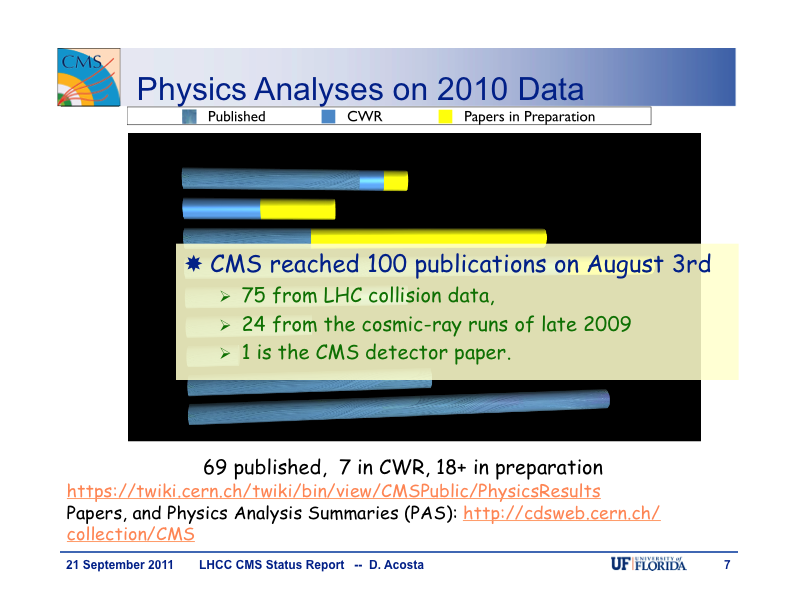 CMS
Physics Analyses on 2010 Data
Published CWR Papers in Preparation
✷ CMS reached 100 publications on August 3rd
➢ 75 from LHC collision data,
➢ 24 from the cosmic-ray runs of late 2009
➢ 1 is the CMS detector paper.
69 published, 7 in CWR, 18+ in preparation
https://twiki.cern.ch/twiki/bin/view/CMSPublic/PhysicsResults
Papers, and Physics Analysis Summaries (PAS): http://cdsweb.cern.ch/
collection/CMS
21 September 2011 LHCC CMS Status Report -- D. Acosta UF UNIVERSITY of FLORIDA 7